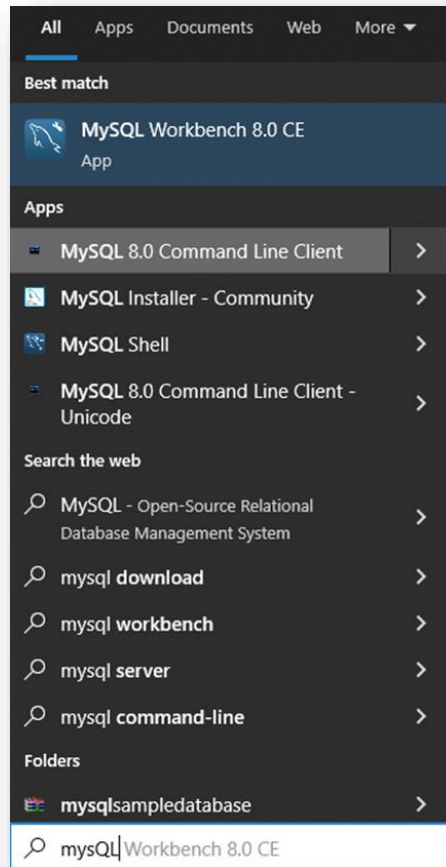 All Apps Documents Web More
Best match
MySQL Workbench 8.0 CE
App
Apps
MySQL 8.0 Command Line Client
MySQL Installer - Community
MySQL Shell
MySQL 8.0 Command Line Client -
Unicode
Search the web
MySQL - Open-Source Relational
Database Management System
mysql download
mysql workbench
mysql server
mysql command-line
Folders
mysqlsampledatabase
mysQL Workbench 8.0 CE